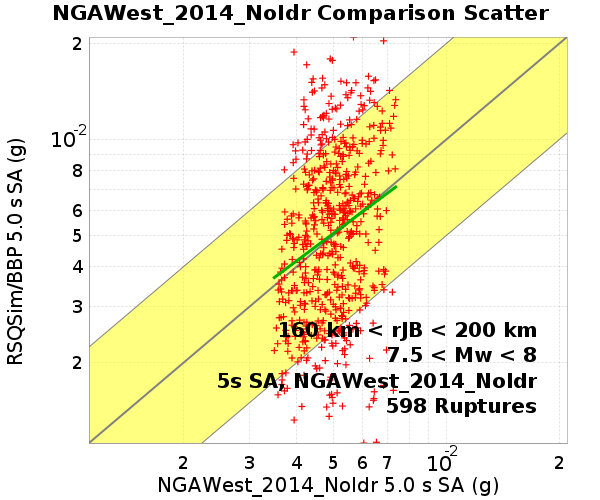 NGAWest_2014_NoIdr Comparison Scatter
RSQSim/BBP 5.0 s SA (g)
2
10-2
8
6
5
4
3
2
160 km < rJB < 200 km
7.5 < Mw < 8
5s SA, NGAWest_2014_NoIdr
598 Ruptures
2 3 4 5 6 7 10-2 2
NGAWest_2014_NoIdr 5.0 s SA (g)